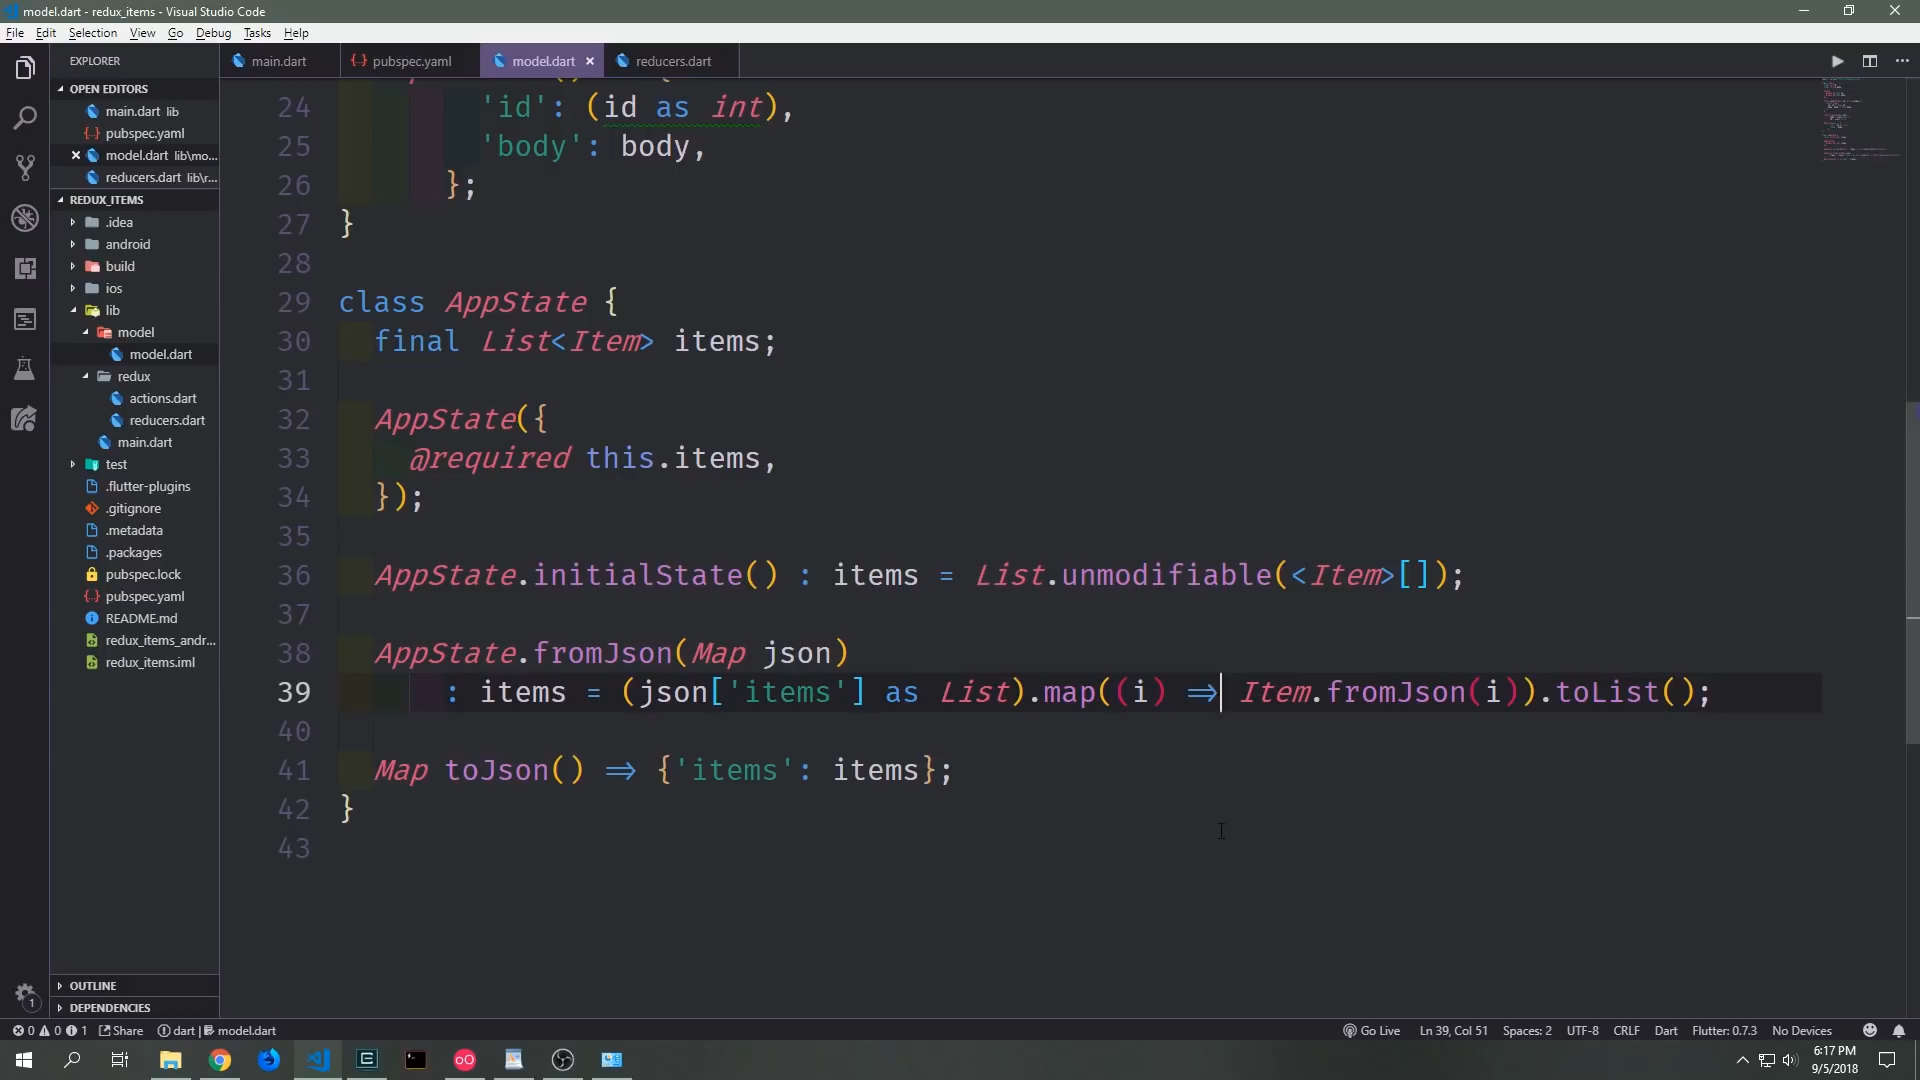 model.dart - redux_items - Visual Studio Code
File Edit Selection View Go Debug Tasks Help
EXPLORER
OPEN EDITORS
main.dart lib
pubspec.yaml
model.dart lib\mo...
reducers.dart lib\r...
REDUX_ITEMS
.idea
android
build
ios
lib
model
model.dart
redux
actions.dart
reducers.dart
main.dart
test
.flutter-plugins
.gitignore
.metadata
.packages
pubspec.lock
pubspec.yaml
README.md
redux_items_andr...
redux_items.iml
OUTLINE
DEPENDENCIES
main.dart pubspec.yaml model.dart reducers.dart
24 'id': (id as int),
25 'body': body,
26 };
27 }
28
29 class AppState {
30 final List<Item> items;
31
32 AppState({
33 @required this.items,
34 });
35
36 AppState.initialState() : items = List.unmodifiable(<Item>[]);
37
38 AppState.fromJson(Map json)
39 : items = (json['items'] as List).map((i) => Item.fromJson(i)).toList();
40
41 Map toJson() => {'items': items};
42 }
43
1
0 0 1 Share dart | model.dart Go Live Ln 39, Col 51 Spaces: 2 UTF-8 CRLF Dart Flutter: 0.7.3 No Devices
6:17 PM
9/5/2018